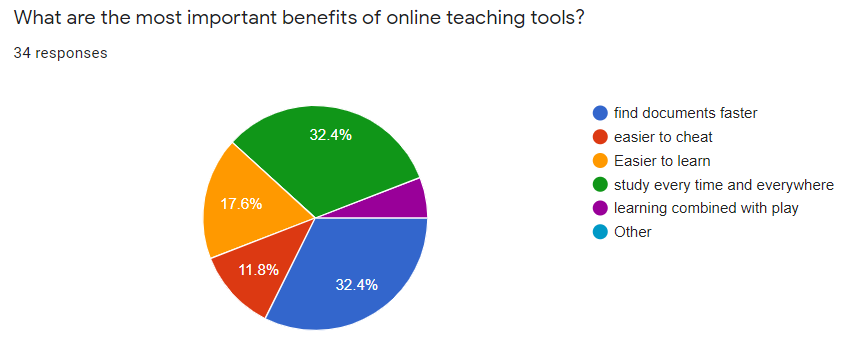 What are the most important benefits of online teaching tools?
34 responses
32.4%
17.6%
11.8%
32.4%
find documents faster
easier to cheat
Easier to learn
study every time and everywhere
learning combined with play
Other